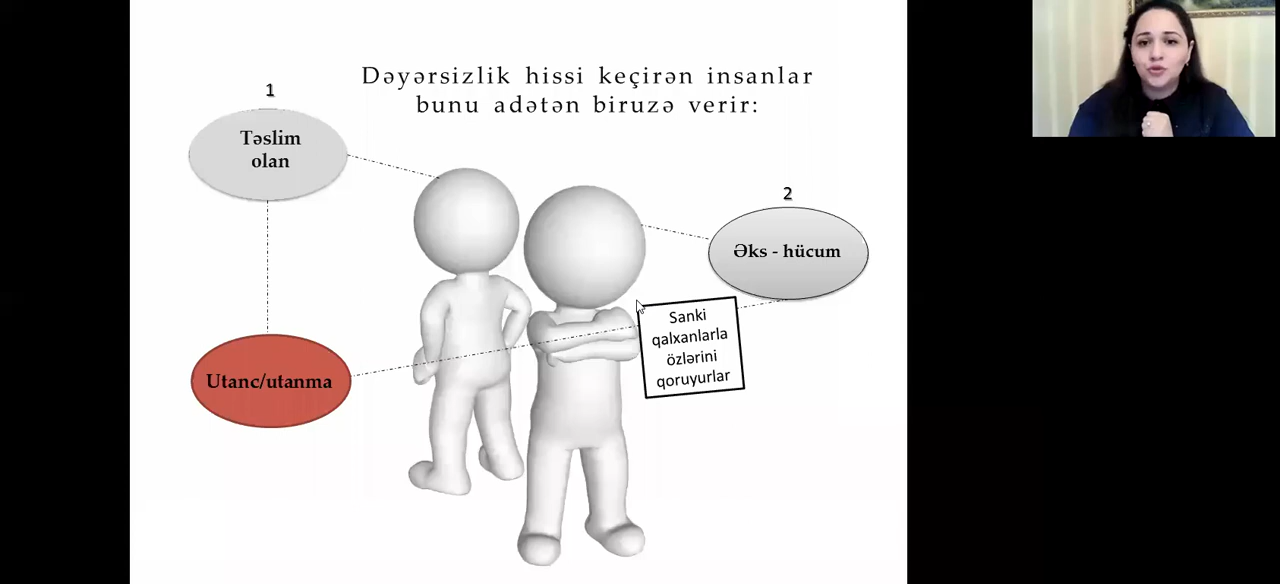 Dəyərsizlik hissi keçirən insanlar
bunu adətən biruzə verir:
1
Təslim
olan
2
Əks - hücum
Sanki
qalxanlarla
özlərini
qoruyurlar
Utanc/utanma